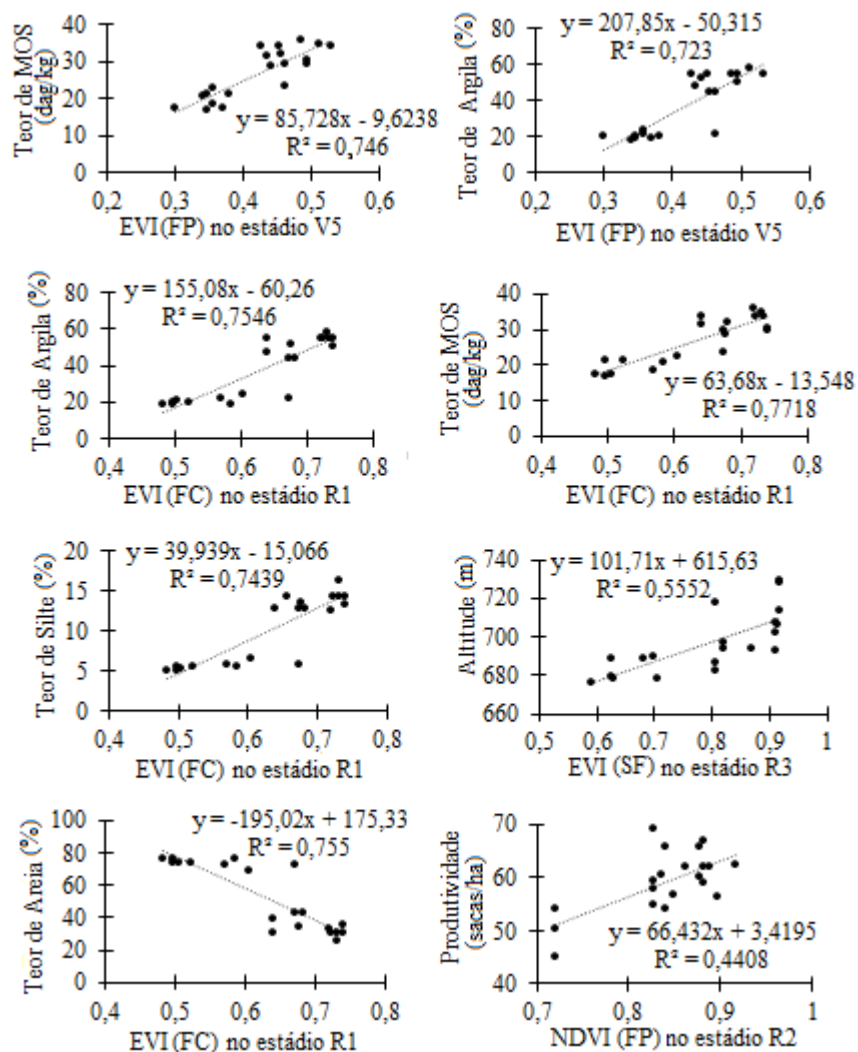 Teor de MOS
(dag/kg)
40
30
20
10
0
y = 85,728x - 9,6238
R² = 0,746
0,2 0,3 0,4 0,5 0,6
EVI(FP) no estádio V5
Teor de Argila (%)
80
60
40
20
0
y = 207,85x - 50,315
R² = 0,723
0,2 0,3 0,4 0,5 0,6
EVI (FP) no estádio V5
Teor de Argila (%)
80
60
40
20
0
y = 155,08x - 60,26
R² = 0,7546
0,4 0,5 0,6 0,7 0,8
EVI (FC) no estádio R1
Teor de MOS
(dag/kg)
40
30
20
10
0
y = 63,68x - 13,548
R² = 0,7718
0,4 0,5 0,6 0,7 0,8
EVI (FC) no estádio R1
Teor de Silte (%)
20
15
10
5
0
y = 39,939x - 15,066
R² = 0,7439
0,4 0,5 0,6 0,7 0,8
EVI (FC) no estádio R1
Altitude (m)
740
720
700
680
660
y = 101,71x + 615,63
R² = 0,5552
0,5 0,6 0,7 0,8 0,9 1
EVI (SF) no estádio R3
Teor de Areia (%)
100
80
60
40
20
0
y = -195,02x + 175,33
R² = 0,755
0,4 0,5 0,6 0,7 0,8
EVI (FC) no estádio R1
Produtividade
(sacas/ha)
70
60
50
40
y = 66,432x + 3,4195
R² = 0,4408
0,7 0,8 0,9 1
NDVI (FP) no estádio R2